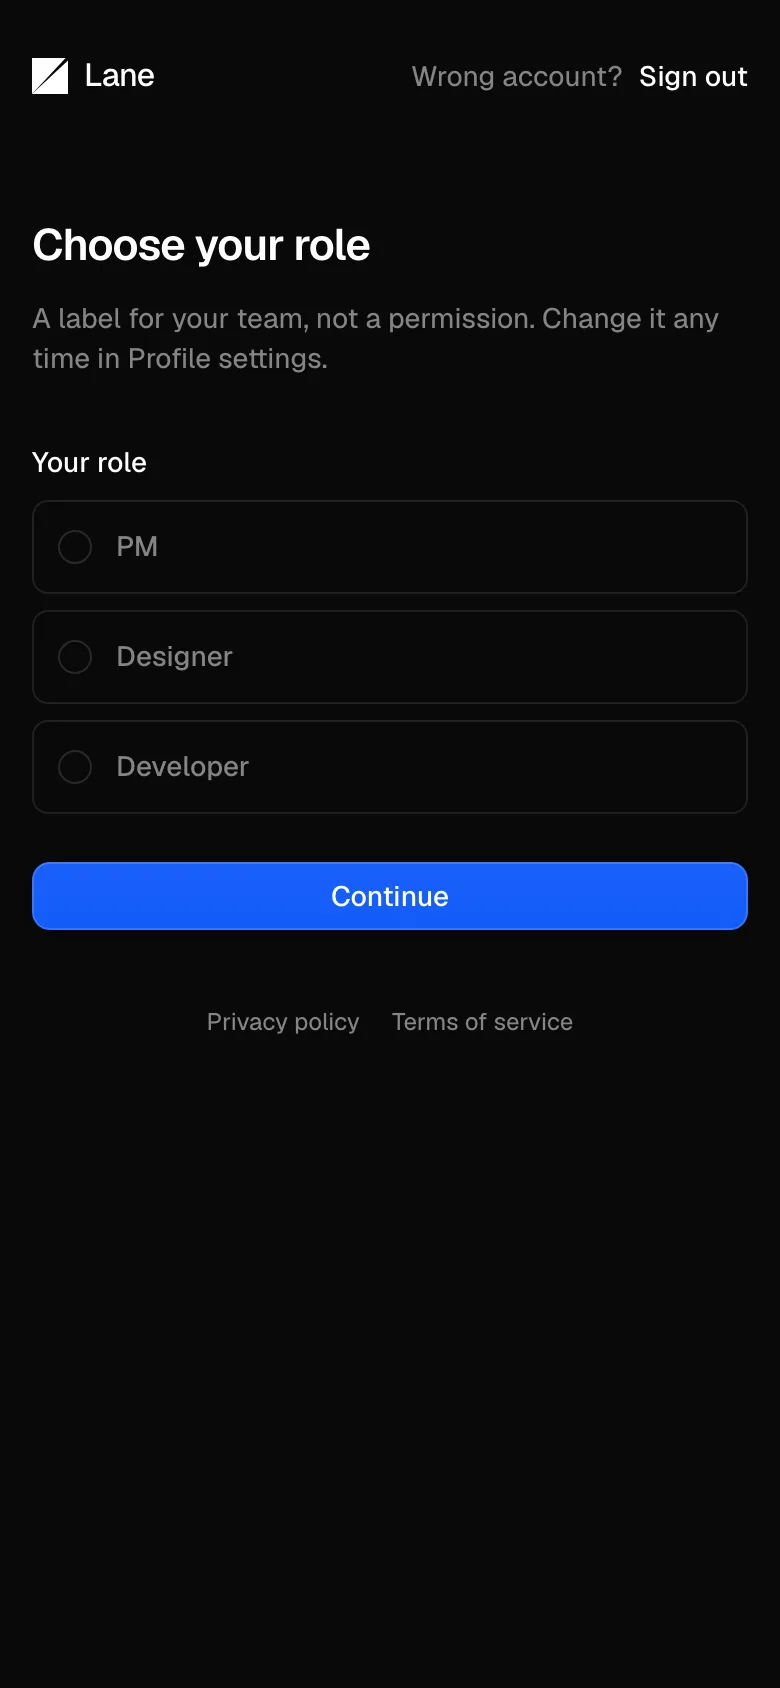 Lane
Wrong account? Sign out
Choose your role
A label for your team, not a permission. Change it any
time in Profile settings.
Your role
PM
Designer
Developer
Continue
Privacy policy Terms of service